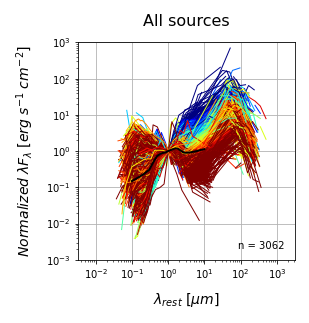 All sources
Normalized λF_λ [erg s⁻¹ cm⁻²]
10³
10²
10¹
10⁰
10⁻¹
10⁻²
10⁻³
n = 3062
10⁻² 10⁻¹ 10⁰ 10¹ 10² 10³
λ_rest [μm]